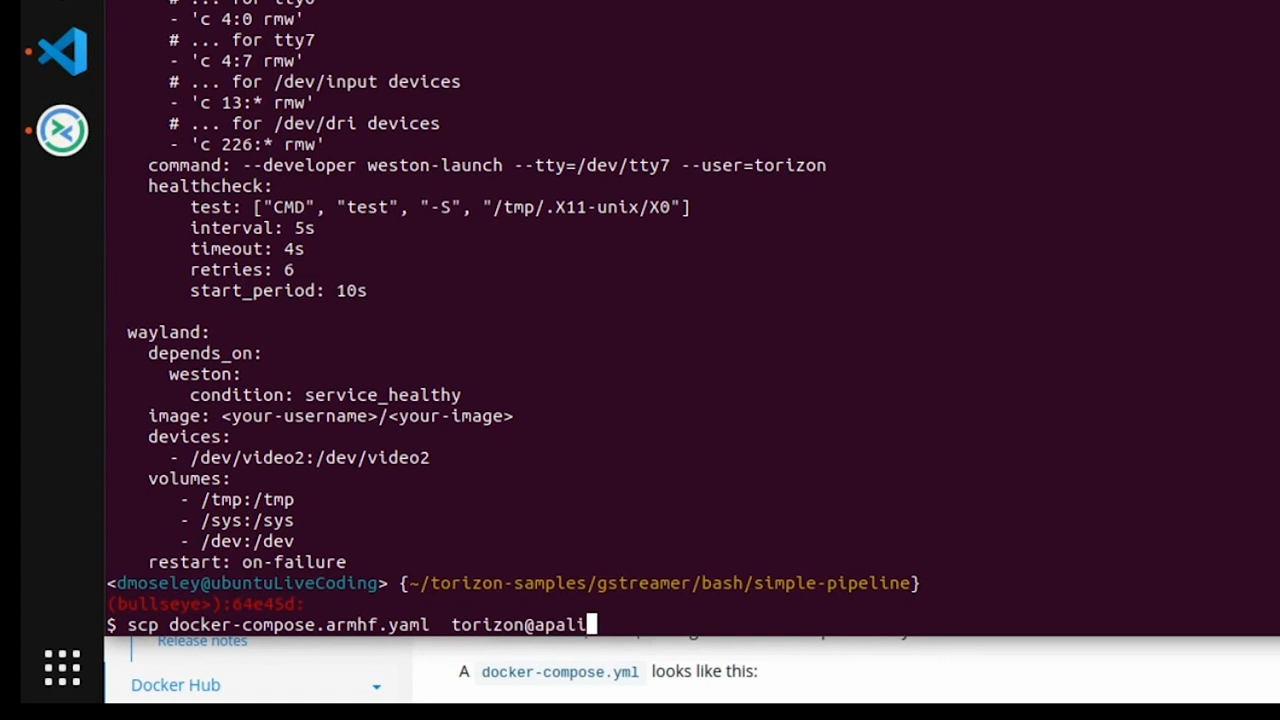 # ... for tty0
- 'c 4:0 rmw'
# ... for tty7
- 'c 4:7 rmw'
# ... for /dev/input devices
- 'c 13:* rmw'
# ... for /dev/dri devices
- 'c 226:* rmw'
command: --developer weston-launch --tty=/dev/tty7 --user=torizon
healthcheck:
test: ["CMD", "test", "-S", "/tmp/.X11-unix/X0"]
interval: 5s
timeout: 4s
retries: 6
start_period: 10s
wayland:
depends_on:
weston:
condition: service_healthy
image: <your-username>/<your-image>
devices:
- /dev/video2:/dev/video2
volumes:
- /tmp:/tmp
- /sys:/sys
- /dev:/dev
restart: on-failure
<dmoseley@ubuntuLiveCoding> {~/torizon-samples/gstreamer/bash/simple-pipeline}
(bullseye>):64e45d:
$ scp docker-compose.armhf.yaml  torizon@apali
Release notes
A docker-compose.yml looks like this:
Docker Hub